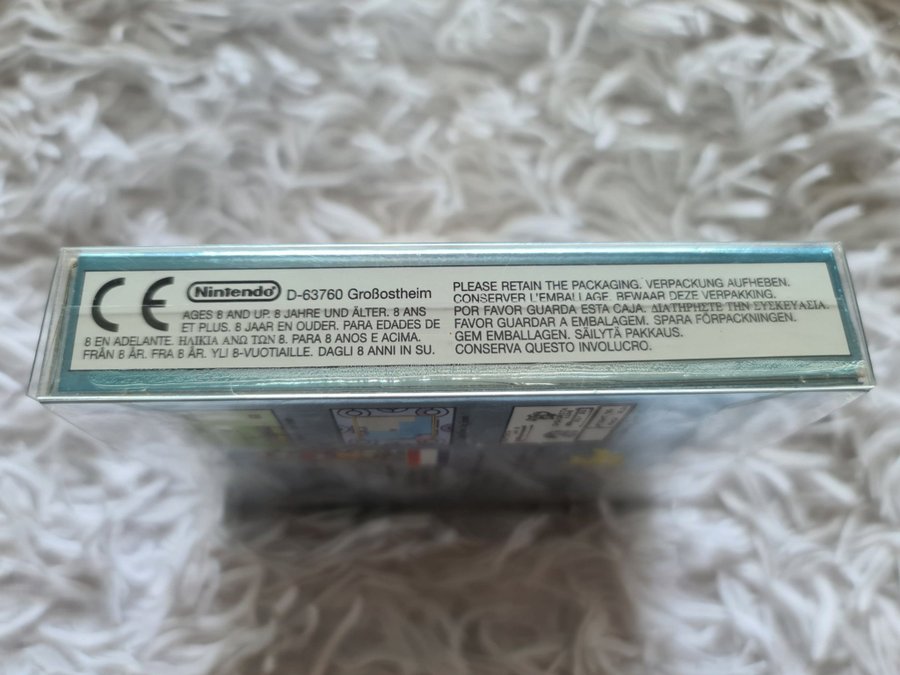 CE Nintendo D-63760 Großostheim
AGES 8 AND UP. 8 JAHRE UND ÄLTER. 8 ANS
ET PLUS. 8 JAAR EN OUDER. PARA EDADES DE
8 EN ADELANTE. ΗΛΙΚΙΑ ΑΝΩ ΤΩΝ 8. PARA 8 ANOS E ACIMA.
FRÅN 8 ÅR. FRA 8 ÅR. YLI 8-VUOTIAILLE. DAGLI 8 ANNI IN SU.
PLEASE RETAIN THE PACKAGING. VERPACKUNG AUFHEBEN.
CONSERVER L'EMBALLAGE. BEWAAR DEZE VERPAKKING.
POR FAVOR GUARDA ESTA CAJA. ΔΙΑΤΗΡΗΣΤΕ ΤΗΝ ΣΥΣΚΕΥΑΣΙΑ.
FAVOR GUARDAR A EMBALAGEM. SPARA FÖRPACKNINGEN.
GEM EMBALLAGEN. SÄILYTÄ PAKKAUS.
CONSERVA QUESTO INVOLUCRO.